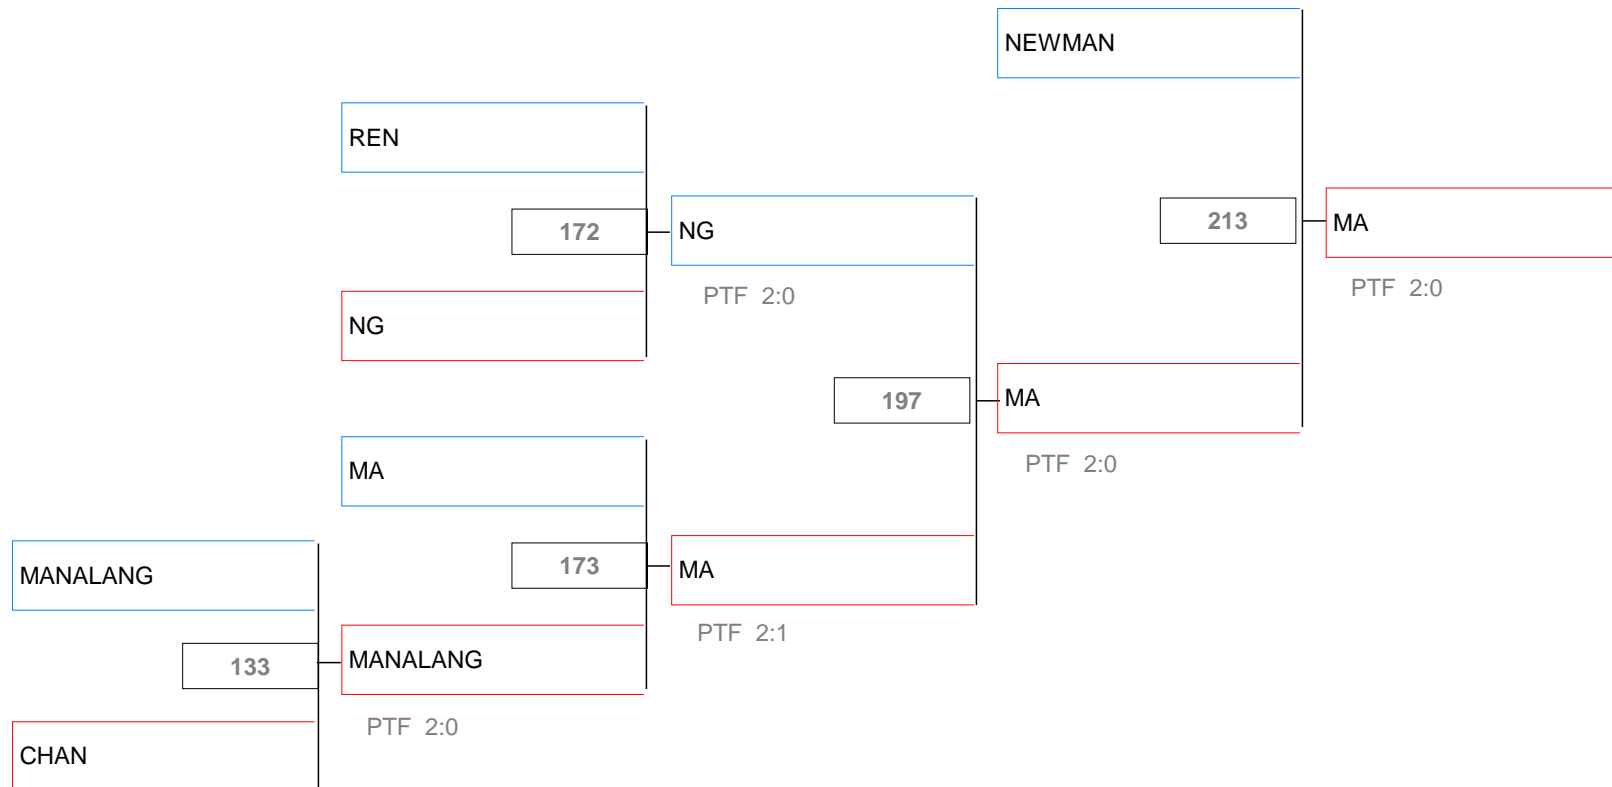 NEWMAN
REN
172
NG
PTF 2:0
NG
213
MA
PTF 2:0
197
MA
PTF 2:0
MA
173
MA
PTF 2:1
MANALANG
133
MANALANG
PTF 2:0
CHAN